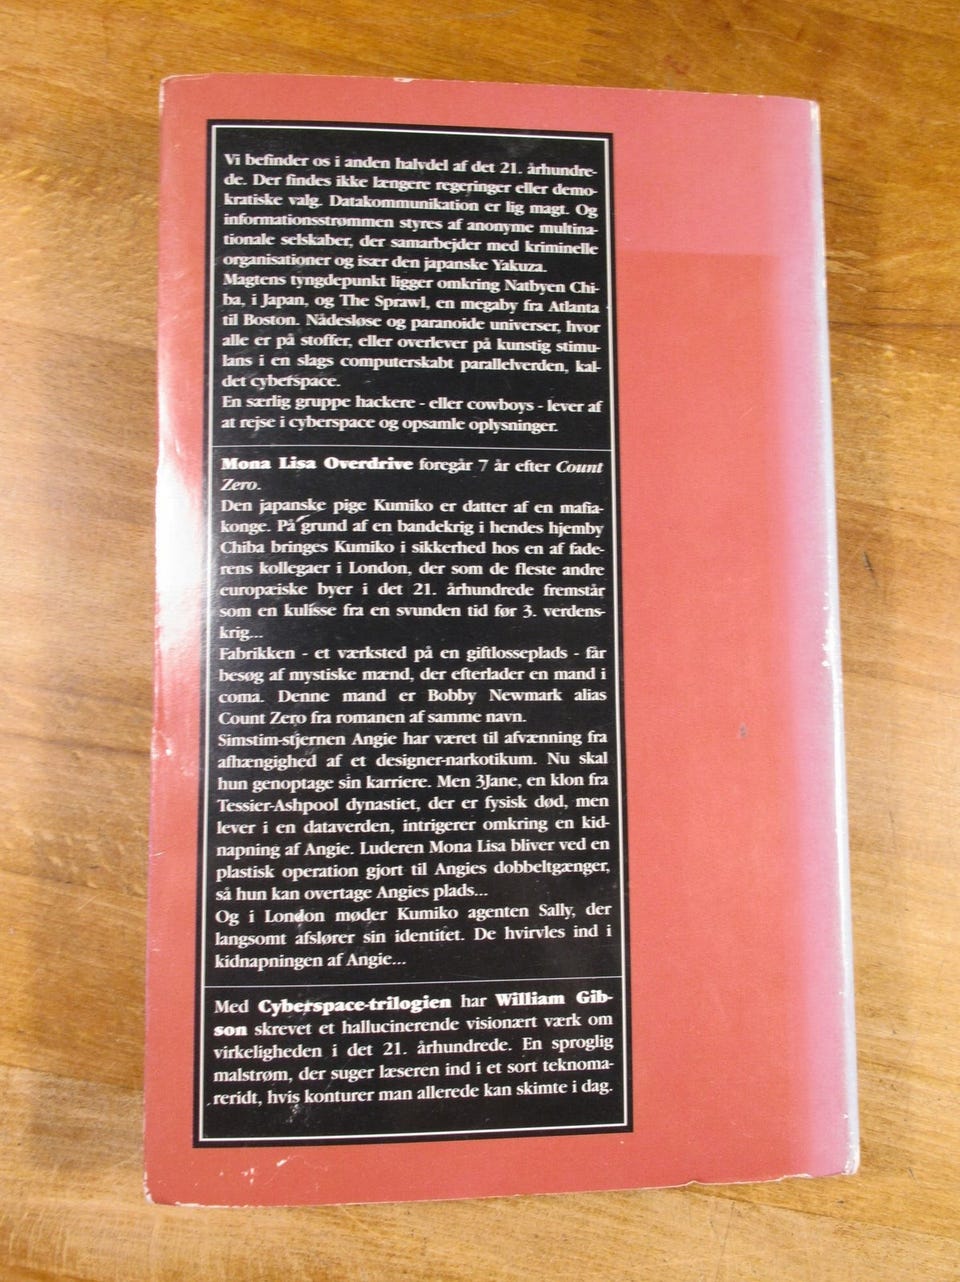 Vi befinder os i anden halvdel af det 21. århundre-
de. Der findes ikke længere regeringer eller demo-
kratiske valg. Datakommunikation er lig magt. Og
informationsstrømmen styres af anonyme multina-
tionale selskaber, der samarbejder med kriminelle
organisationer og især den japanske Yakuza.
Magtens tyngdepunkt ligger omkring Natbyen Chi-
ba, i Japan, og The Sprawl, en megaby fra Atlanta
til Boston. Nådesløse og paranoide universer, hvor
alle er på stoffer, eller overlever på kunstig stimu-
lans i en slags computerskabt parallelverden, kal-
det cyberspace.
En særlig gruppe hackere - eller cowboys - lever af
at rejse i cyberspace og opsamle oplysninger.
Mona Lisa Overdrive foregår 7 år efter Count
Zero.
Den japanske pige Kumiko er datter af en mafia-
konge. På grund af en bandekrig i hendes hjemby
Chiba bringes Kumiko i sikkerhed hos en af fade-
rens kollegaer i London, der som de fleste andre
europæiske byer i det 21. århundrede fremstår
som en kulisse fra en svunden tid før 3. verdens-
krig...
Fabrikken - et værksted på en giftlosseplads - får
besøg af mystiske mænd, der efterlader en mand i
coma. Denne mand er Bobby Newmark alias
Count Zero fra romanen af samme navn.
Simstim-stjernen Angie har været til afvænning fra
afhængighed af et designer-narkotikum. Nu skal
hun genoptage sin karriere. Men 3Jane, en klon fra
Tessier-Ashpool dynastiet, der er fysisk død, men
lever i en dataverden, intrigerer omkring en kid-
napning af Angie. Luderen Mona Lisa bliver ved en
plastisk operation gjort til Angies dobbeltgænger,
så hun kan overtage Angies plads...
Og i London møder Kumiko agenten Sally, der
langsomt afslører sin identitet. De hvirvles ind i
kidnapningen af Angie...
Med Cyberspace-trilogien har William Gib-
son skrevet et hallucinerende visionært værk om
virkeligheden i det 21. århundrede. En sproglig
malstrøm, der suger læseren ind i et sort teknoma-
reridt, hvis konturer man allerede kan skimte i dag.